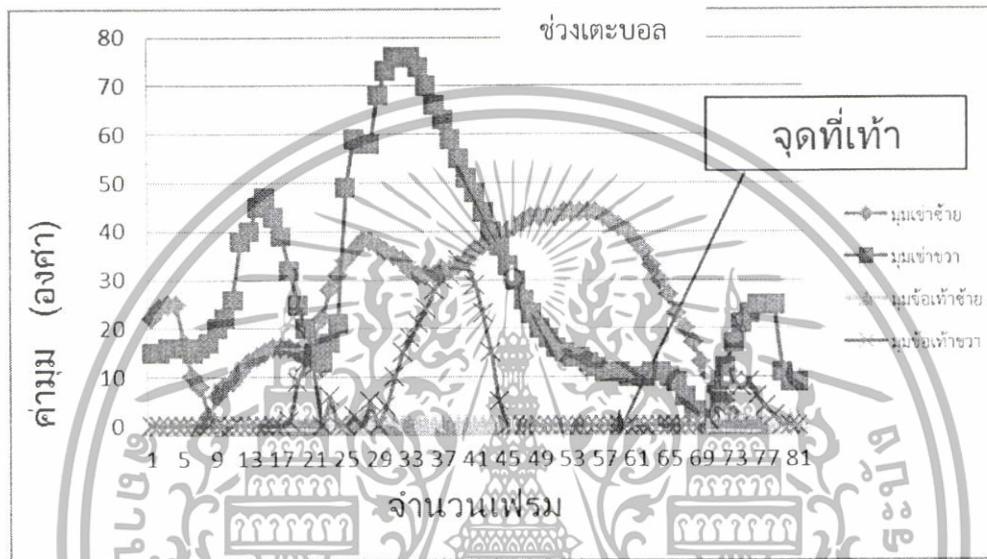 ช่วงเตะบอล
จุดที่เท้า
80
70
60
50
40
30
20
10
0
ค่ามุม (องศา)
1 5 9 13 17 21 25 29 33 37 41 45 49 53 57 61 65 69 73 77 81
จำนวนเฟรม
มุมเข่าซ้าย
มุมเข่าขวา
มุมข้อเท้าซ้าย
มุมข้อเท้าขวา